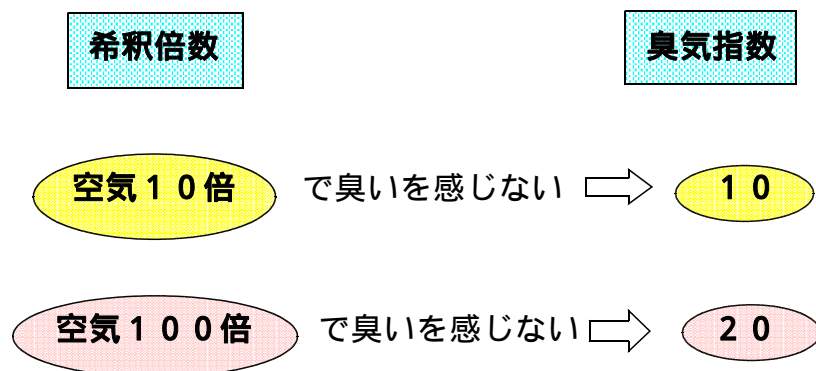 希釈倍数 臭気指数
空気１０倍 で臭いを感じない １０
空気１００倍 で臭いを感じない ２０